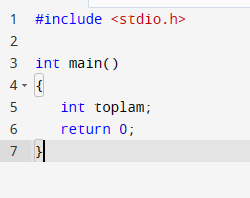 1 #include <stdio.h>
2
3 int main()
4 {
5    int toplam;
6    return 0;
7 }